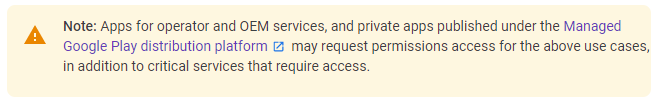 Note: Apps for operator and OEM services, and private apps published under the Managed
Google Play distribution platform may request permissions access for the above use cases,
in addition to critical services that require access.